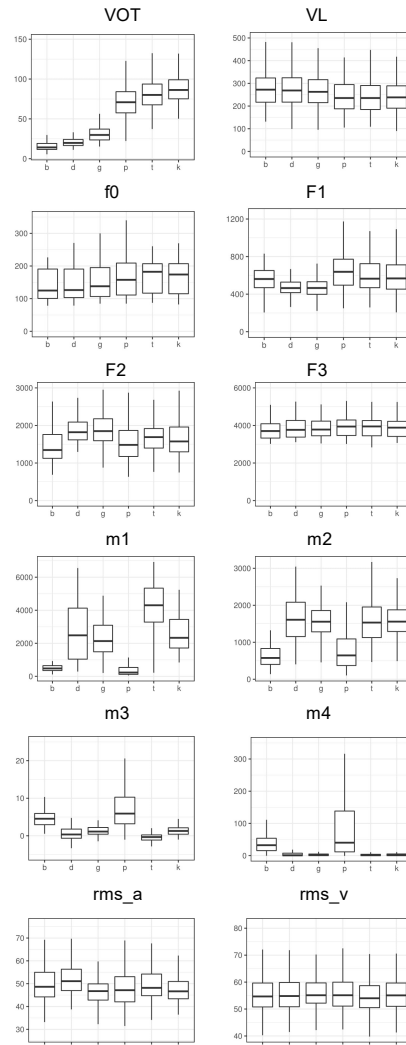 VOT VL
150 500
100 400
300
50 200
100
0 0
b d g p t k b d g p t k
f0 F1
300 1200
200 800
100 400
0 0
b d g p t k b d g p t k
F2 F3
3000 6000
2000 4000
1000 2000
0 0
b d g p t k b d g p t k
m1 m2
6000 3000
4000 2000
2000 1000
0 0
b d g p t k b d g p t k
m3 m4
20 400
300
10 200
100
0 0
b d g p t k b d g p t k
rms_a rms_v
70 80
60 70
50 60
40 50
30 40
b d g p t k b d g p t k